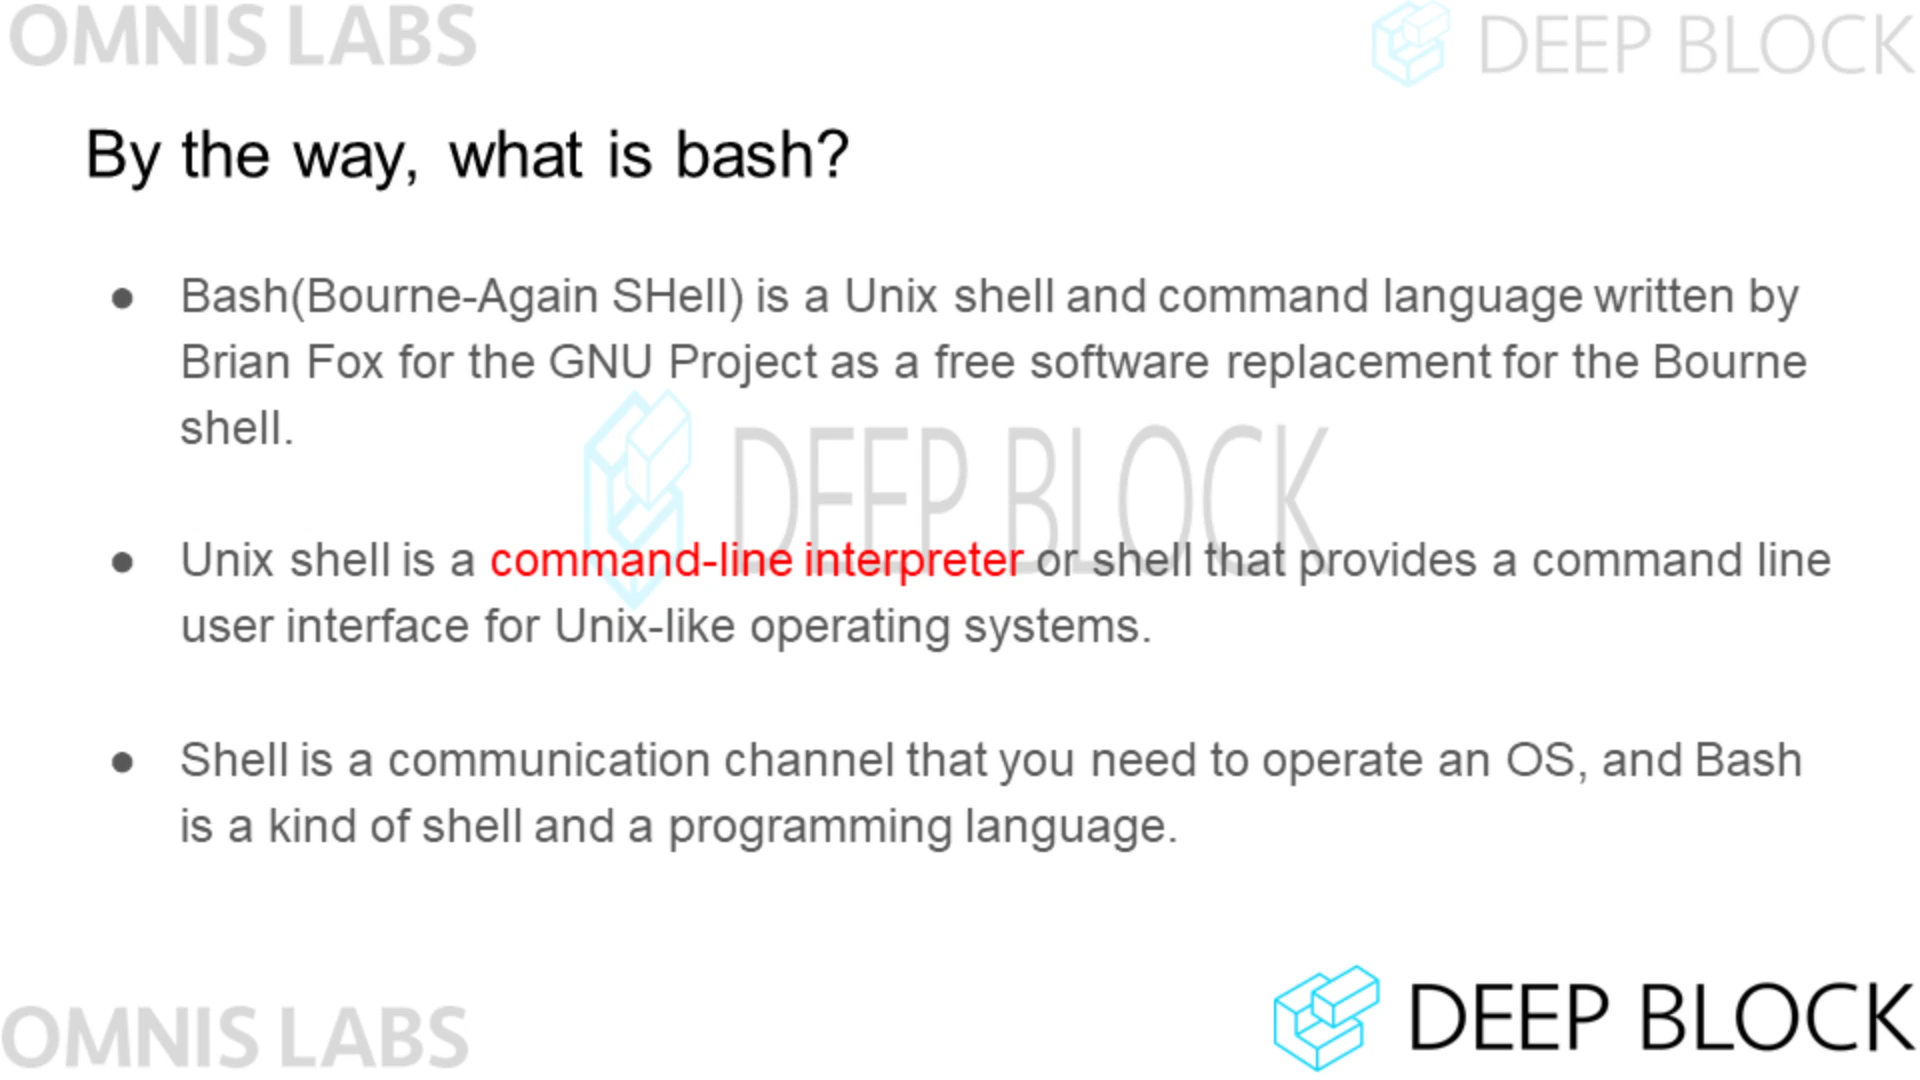 OMNIS LABS
DEEP BLOCK
By the way, what is bash?
● Bash(Bourne-Again SHell) is a Unix shell and command language written by
Brian Fox for the GNU Project as a free software replacement for the Bourne
shell.
DEEP BLOCK
● Unix shell is a command-line interpreter or shell that provides a command line
user interface for Unix-like operating systems.
● Shell is a communication channel that you need to operate an OS, and Bash
is a kind of shell and a programming language.
OMNIS LABS
DEEP BLOCK